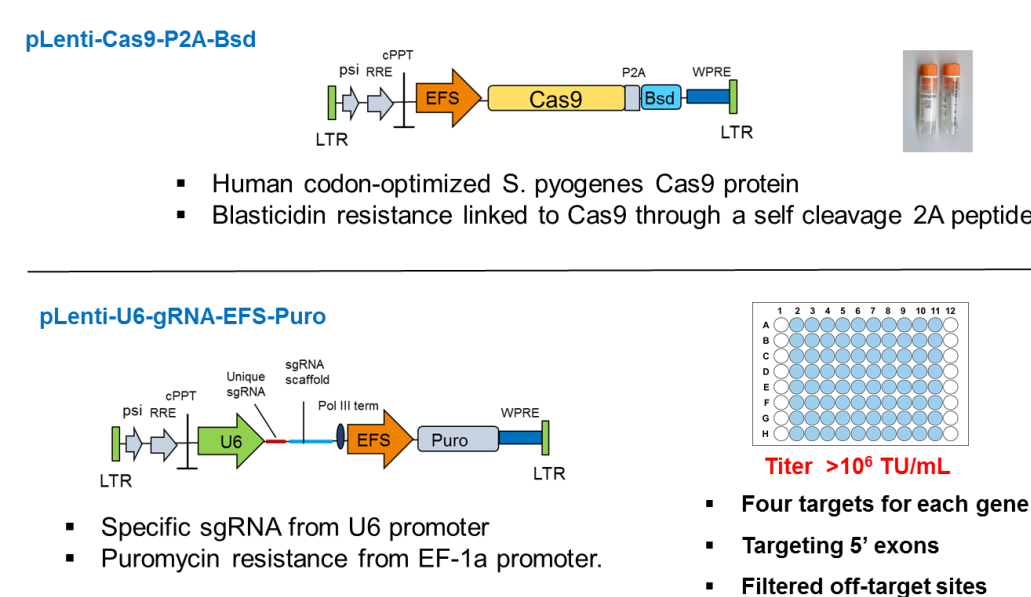 pLenti-Cas9-P2A-Bsd
cPPT
psi RRE
P2A
WPRE
EFS
Cas9
Bsd
LTR
LTR
▪ Human codon-optimized S. pyogenes Cas9 protein
▪ Blasticidin resistance linked to Cas9 through a self cleavage 2A peptide
pLenti-U6-gRNA-EFS-Puro
sgRNA
scaffold
Unique
sgRNA
cPPT
psi RRE
Pol III term
WPRE
U6
EFS
Puro
LTR
LTR
▪ Specific sgRNA from U6 promoter
▪ Puromycin resistance from EF-1a promoter.
1 2 3 4 5 6 7 8 9 10 11 12
A
B
C
D
E
F
G
H
Titer >10⁶ TU/mL
▪ Four targets for each gene
▪ Targeting 5’ exons
▪ Filtered off-target sites